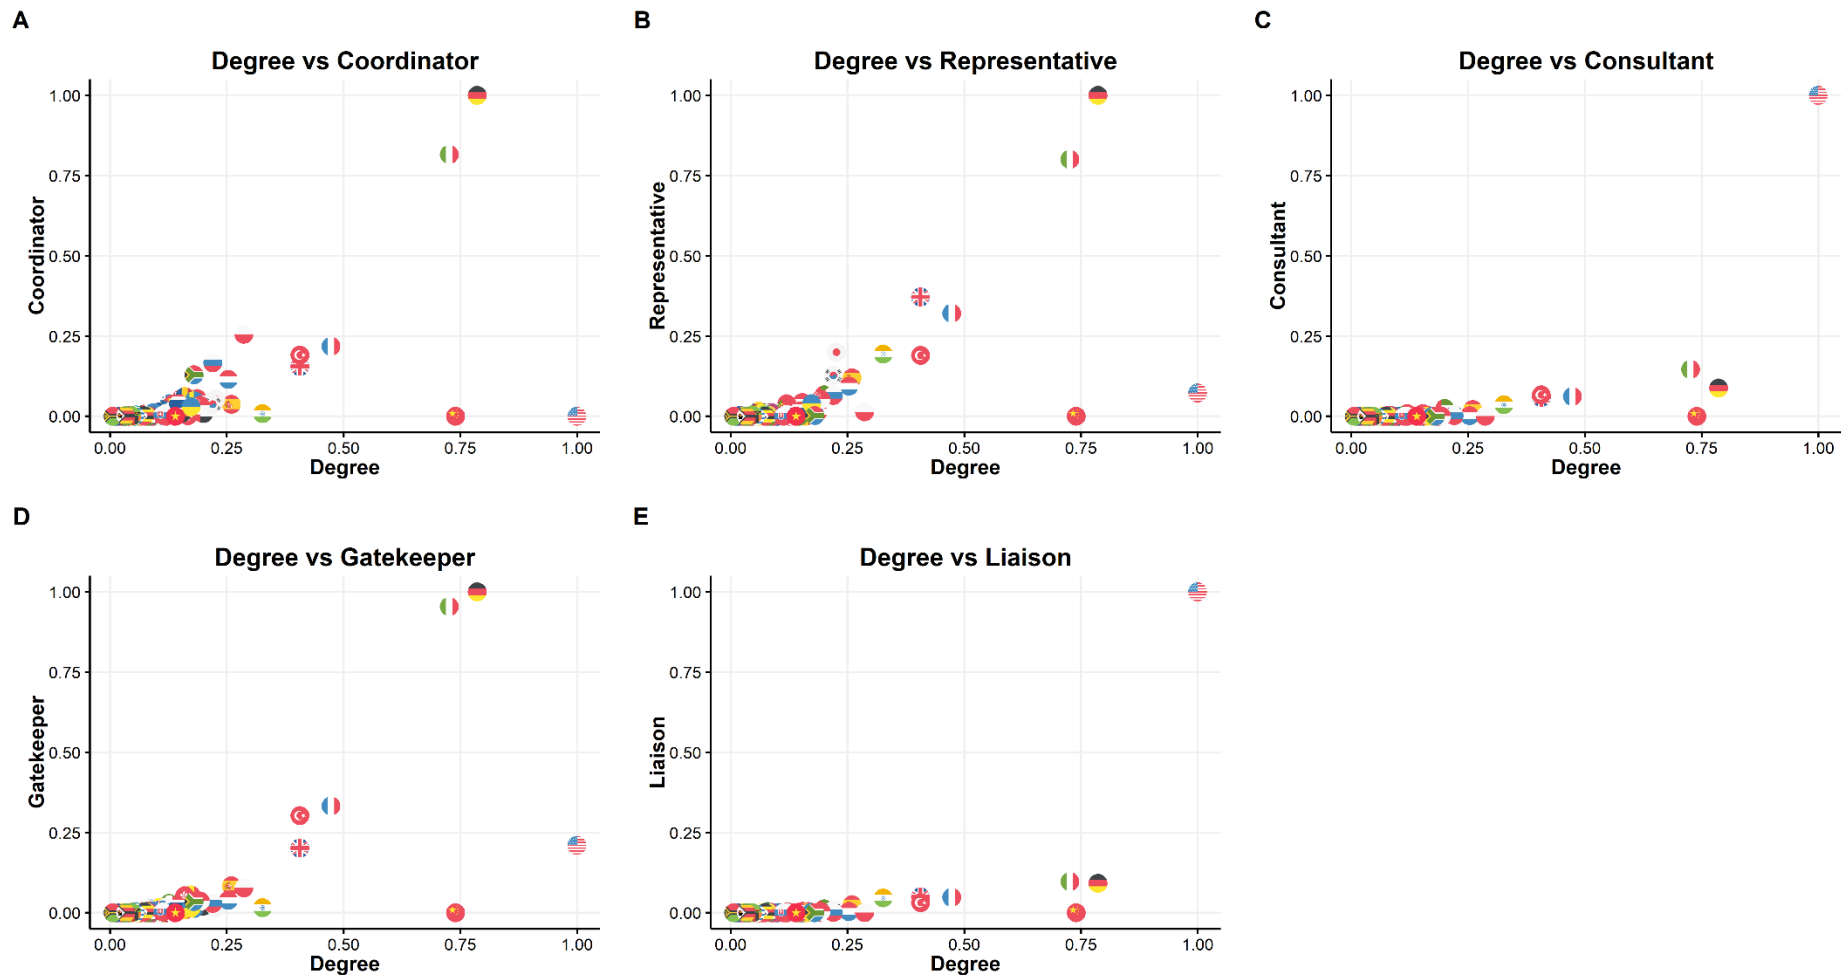 A
B
C
Degree vs Coordinator
Degree vs Representative
Degree vs Consultant
1.00
0.75
0.50
0.25
0.00
Coordinator
0.00 0.25 0.50 0.75 1.00
Degree
1.00
0.75
0.50
0.25
0.00
Representative
0.00 0.25 0.50 0.75 1.00
Degree
1.00
0.75
0.50
0.25
0.00
Consultant
0.00 0.25 0.50 0.75 1.00
Degree
D
E
Degree vs Gatekeeper
Degree vs Liaison
1.00
0.75
0.50
0.25
0.00
Gatekeeper
0.00 0.25 0.50 0.75 1.00
Degree
1.00
0.75
0.50
0.25
0.00
Liaison
0.00 0.25 0.50 0.75 1.00
Degree